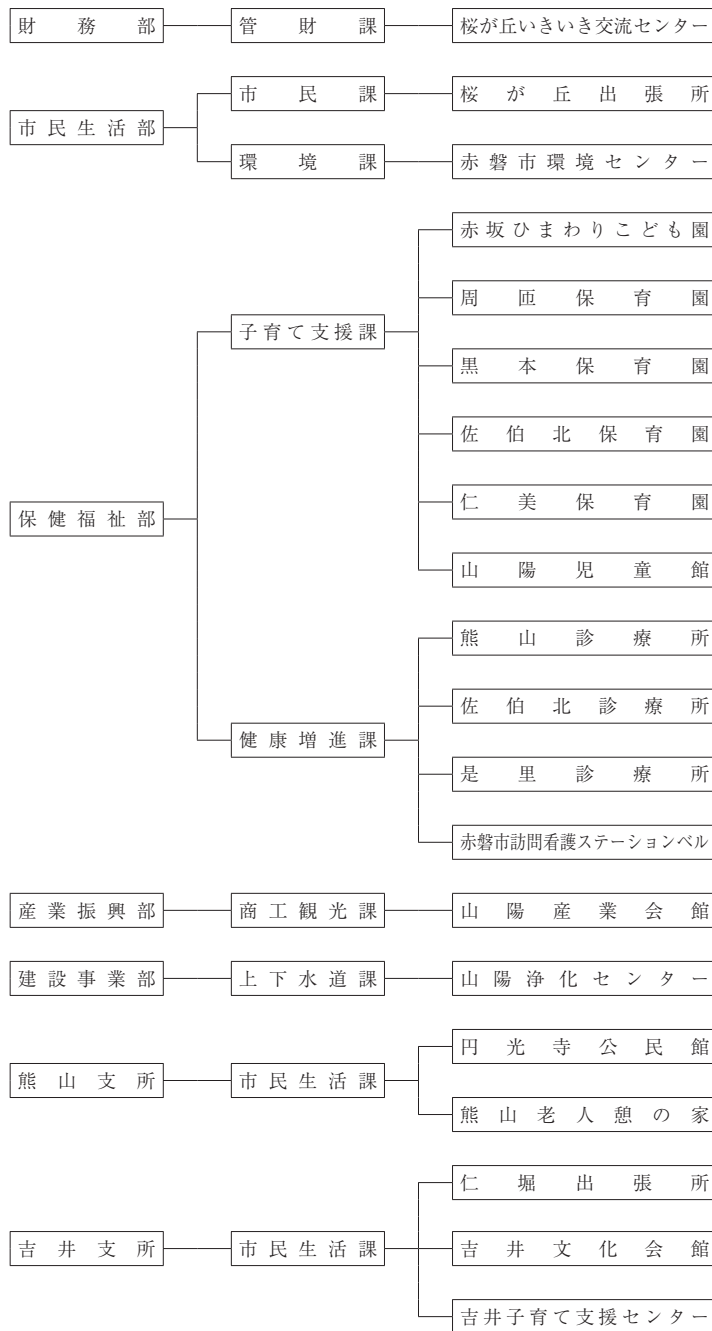 財務部 管財課 桜が丘いきいき交流センター
市民課 桜が丘出張所
市民生活部
環境課 赤磐市環境センター
赤坂ひまわりこども園
周匝保育園
子育て支援課
黒本保育園
佐伯北保育園
仁美保育園
保健福祉部
山陽児童館
熊山診療所
佐伯北診療所
健康増進課
是里診療所
赤磐市訪問看護ステーションベル
産業振興部 商工観光課 山陽産業会館
建設事業部 上下水道課 山陽浄化センター
円光寺公民館
熊山支所 市民生活課
熊山老人憩の家
仁堀出張所
吉井支所 市民生活課 吉井文化会館
吉井子育て支援センター